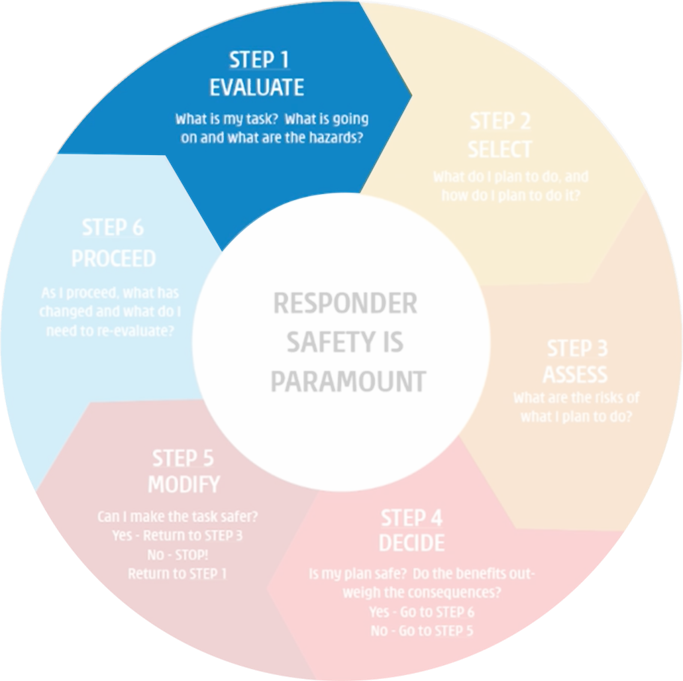 STEP 1
EVALUATE
What is my task? What is going
on and what are the hazards?
STEP 2
SELECT
What do I plan to do, and
how do I plan to do it?
STEP 3
ASSESS
What are the risks of
what I plan to do?
STEP 4
DECIDE
Is my plan safe? Do the benefits out-
weigh the consequences?
Yes - Go to STEP 6
No - Go to STEP 5
STEP 5
MODIFY
Can I make the task safer?
Yes - Return to STEP 3
No - STOP!
Return to STEP 1
STEP 6
PROCEED
As I proceed, what has
changed and what do I
need to re-evaluate?
RESPONDER
SAFETY IS
PARAMOUNT